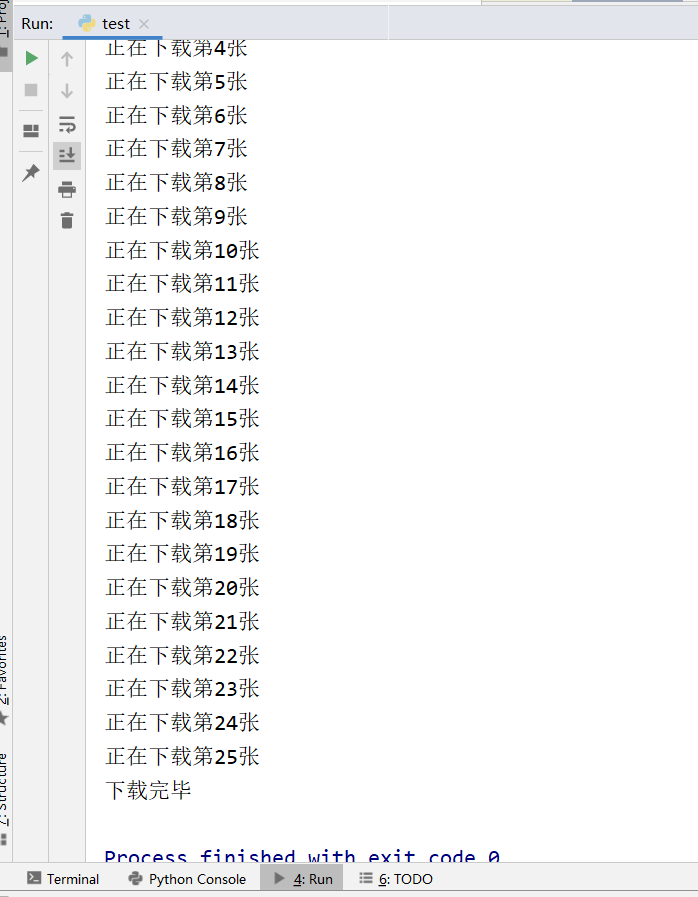 1: Proj
Run: test
正在下载第4张
正在下载第5张
正在下载第6张
正在下载第7张
正在下载第8张
正在下载第9张
正在下载第10张
正在下载第11张
正在下载第12张
正在下载第13张
正在下载第14张
正在下载第15张
正在下载第16张
正在下载第17张
正在下载第18张
正在下载第19张
正在下载第20张
正在下载第21张
正在下载第22张
正在下载第23张
正在下载第24张
正在下载第25张
下载完毕
Process finished with exit code 0
2: Favorites
7: Structure
Terminal Python Console 4: Run 6: TODO